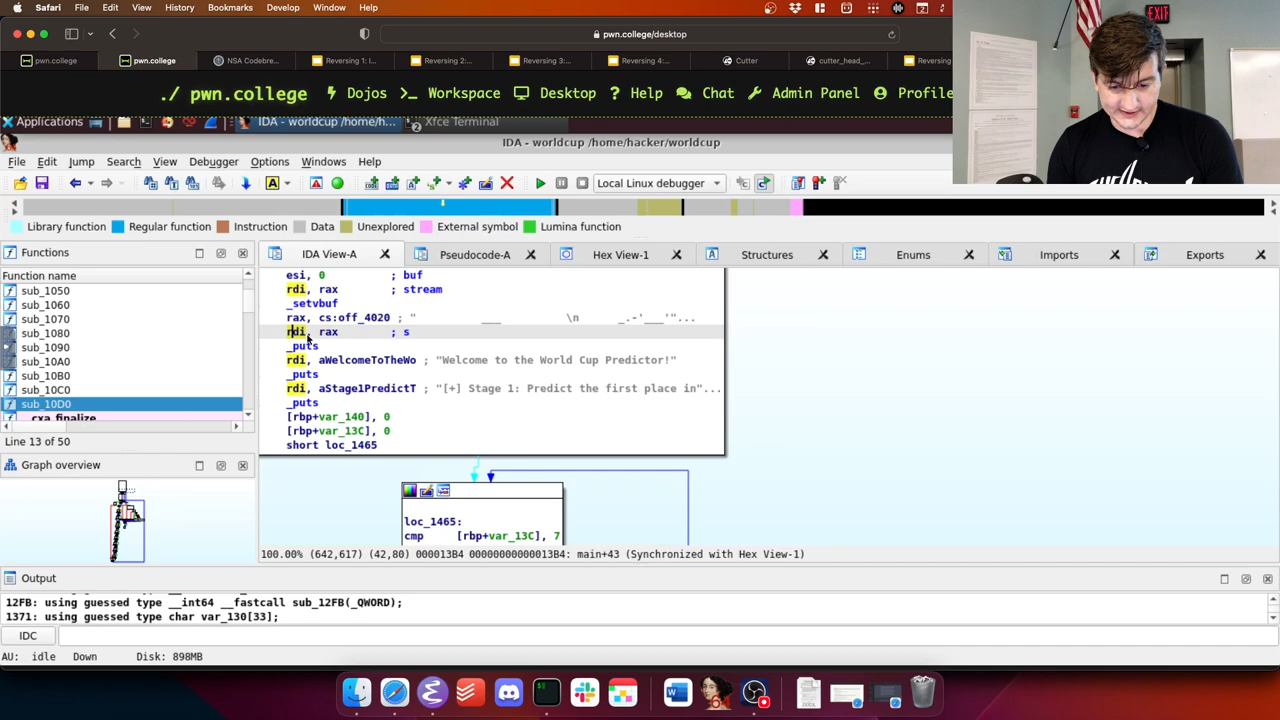 Safari File Edit View History Bookmarks Develop Window Help
pwn.college/desktop
pwn.college pwn.college NSA Codebre... Reversing 1: I... Reversing 2:... Reversing 3:... Reversing 4:... Cutter cutter_head_... Reversing
EXIT
./ pwn.college Dojos Workspace Desktop Help Chat Admin Panel Profile
Applications IDA - worldcup /home/h... 2 Xfce Terminal
IDA - worldcup /home/hacker/worldcup
File Edit Jump Search View Debugger Options Windows Help
Local Linux debugger
Library function Regular function Instruction Data Unexplored External symbol Lumina function
Functions
IDA View-A Pseudocode-A Hex View-1 Structures Enums Imports Exports
Function name
sub_1050
sub_1060
sub_1070
sub_1080
sub_1090
sub_10A0
sub_10B0
sub_10C0
sub_10D0
cxa_finalize
Line 13 of 50
esi, 0 ; buf
rdi, rax ; stream
_setvbuf
rax, cs:off_4020 ; " ___ \n _.-'___'"...
rdi, rax ; s
_puts
rdi, aWelcomeToTheWo ; "Welcome to the World Cup Predictor!"
_puts
rdi, aStage1PredictT ; "[+] Stage 1: Predict the first place in"...
_puts
[rbp+var_140], 0
[rbp+var_13C], 0
short loc_1465
Graph overview
loc_1465:
cmp [rbp+var_13C], 7
100.00% (642,617) (42,80) 000013B4 00000000000013B4: main+43 (Synchronized with Hex View-1)
Output
12FB: using guessed type __int64 __fastcall sub_12FB(_QWORD);
1371: using guessed type char var_130[33];
IDC
AU: idle Down Disk: 898MB